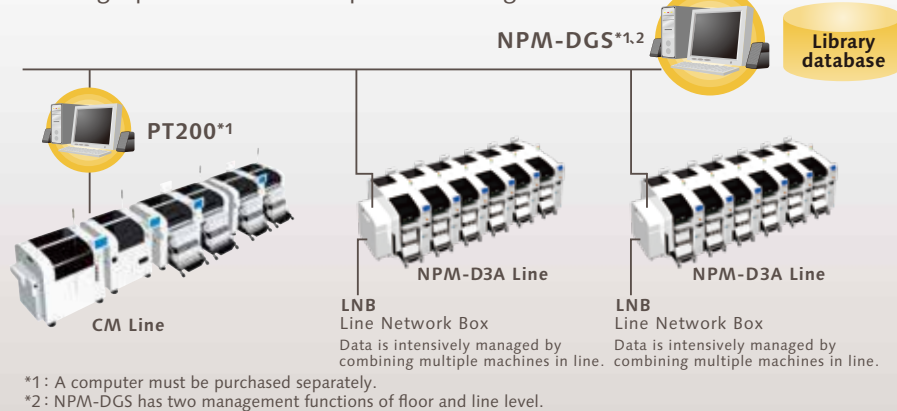 NPM-DGS*1,2
Library
database
PT200*1
CM Line
NPM-D3A Line
NPM-D3A Line
LNB
Line Network Box
Data is intensively managed by
combining multiple machines in line.
LNB
Line Network Box
Data is intensively managed by
combining multiple machines in line.
*1: A computer must be purchased separately.
*2: NPM-DGS has two management functions of floor and line level.